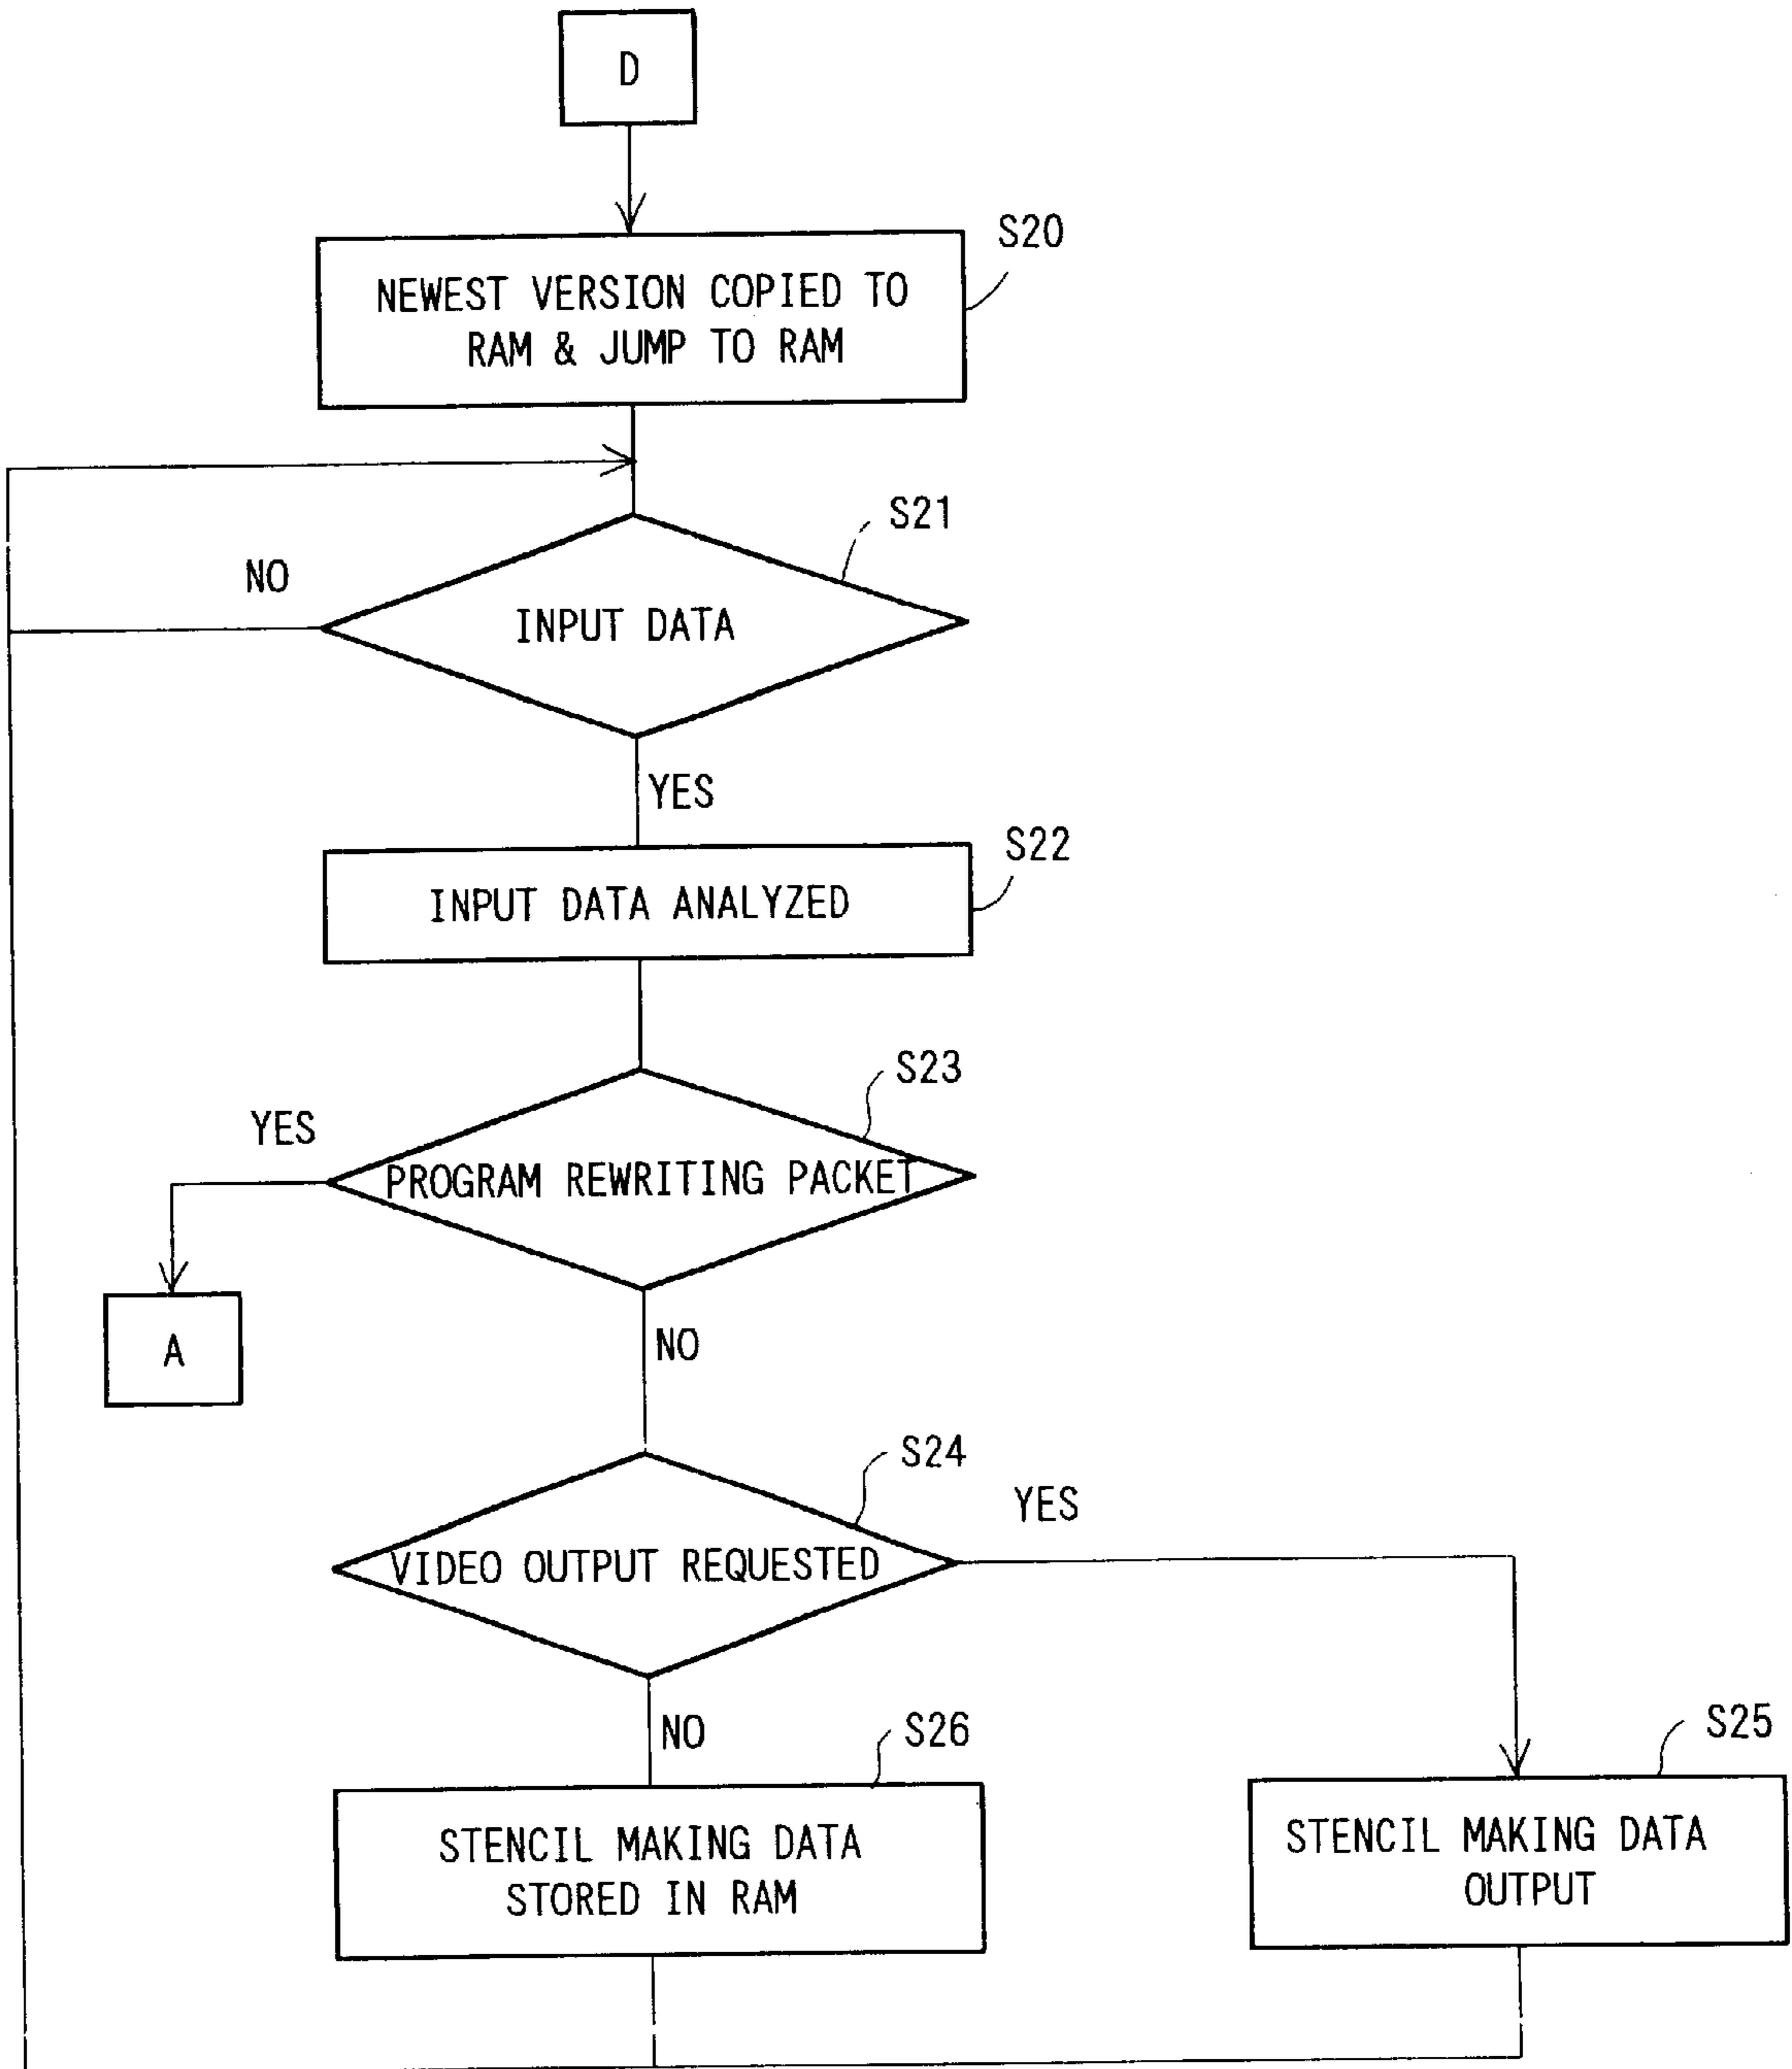 D
S20
NEWEST VERSION COPIED TO
RAM & JUMP TO RAM
S21
NO
INPUT DATA
YES
S22
INPUT DATA ANALYZED
S23
YES
PROGRAM REWRITING PACKET
A
NO
S24
YES
VIDEO OUTPUT REQUESTED
NO
S26
S25
STENCIL MAKING DATA
STORED IN RAM
STENCIL MAKING DATA
OUTPUT